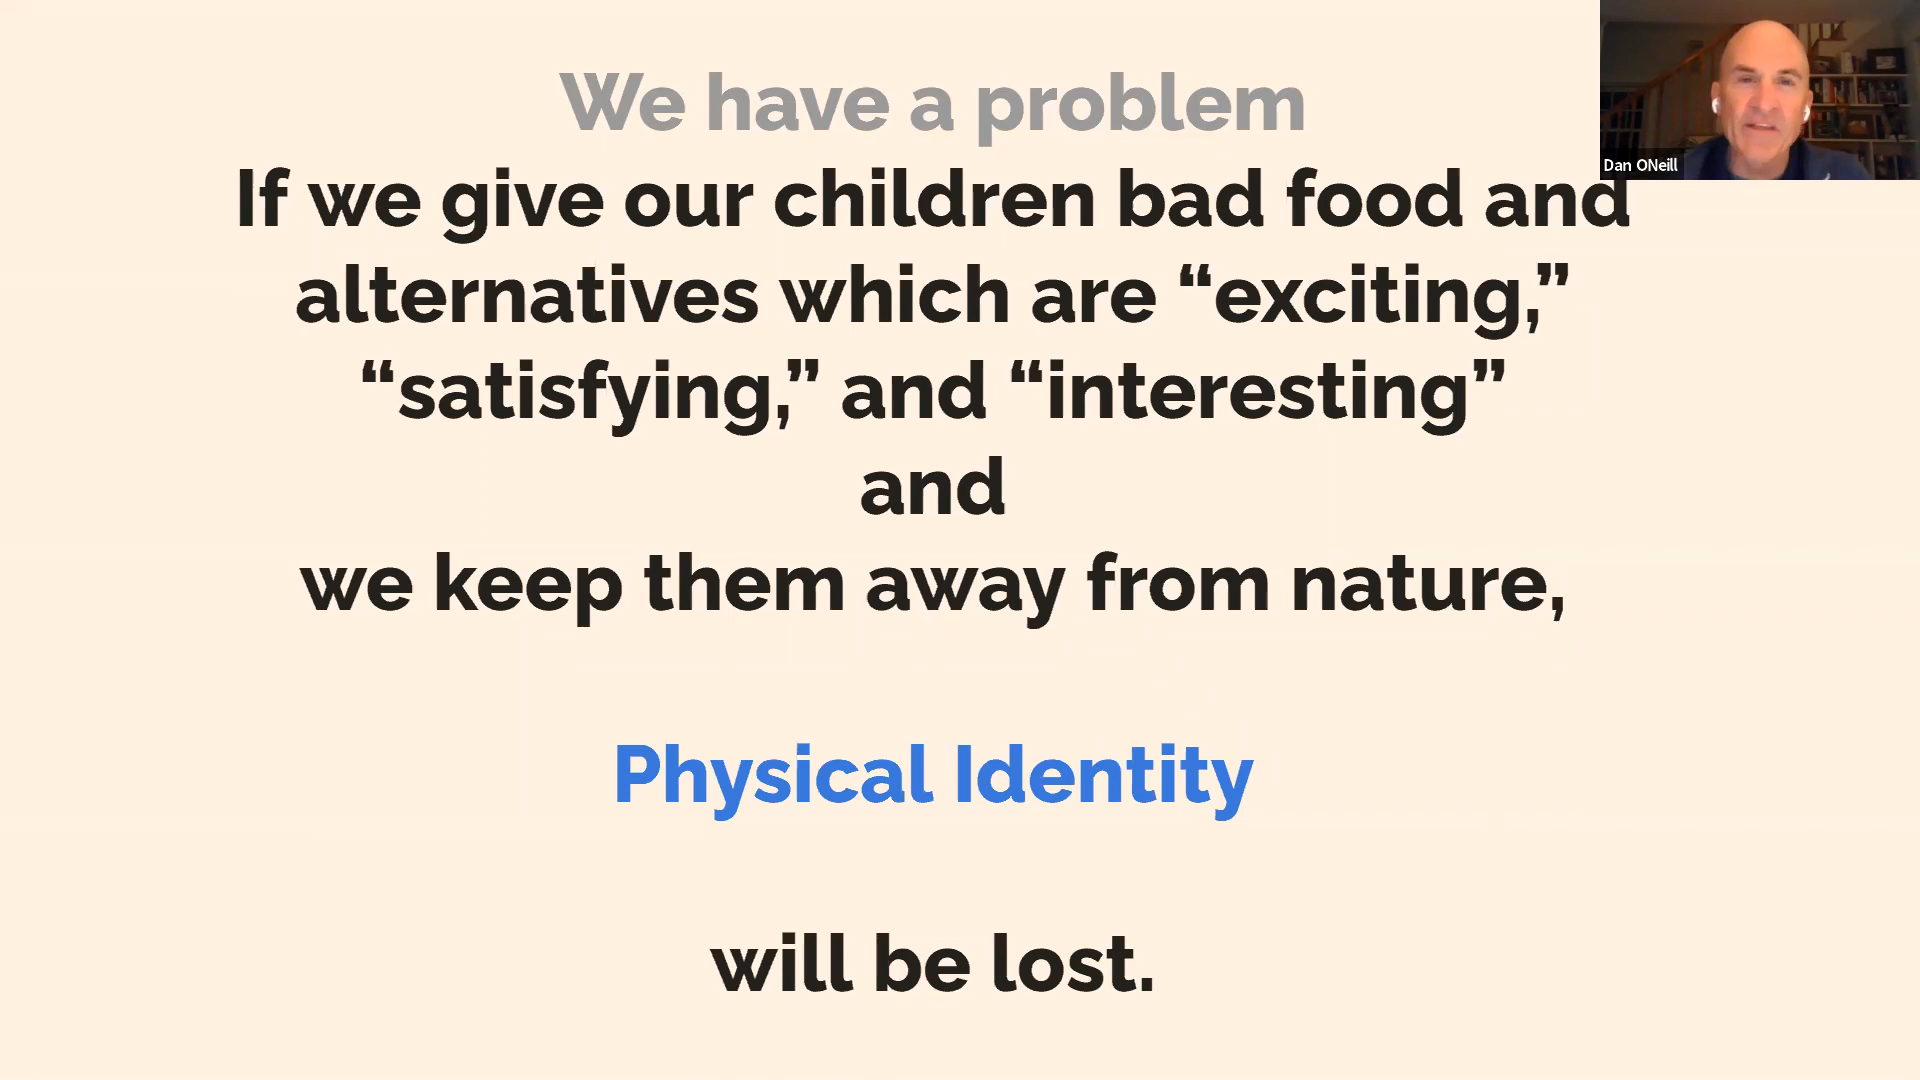 We have a problem
If we give our children bad food and
alternatives which are “exciting,”
“satisfying,” and “interesting”
and
we keep them away from nature,
Physical Identity
will be lost.
Dan ONeill